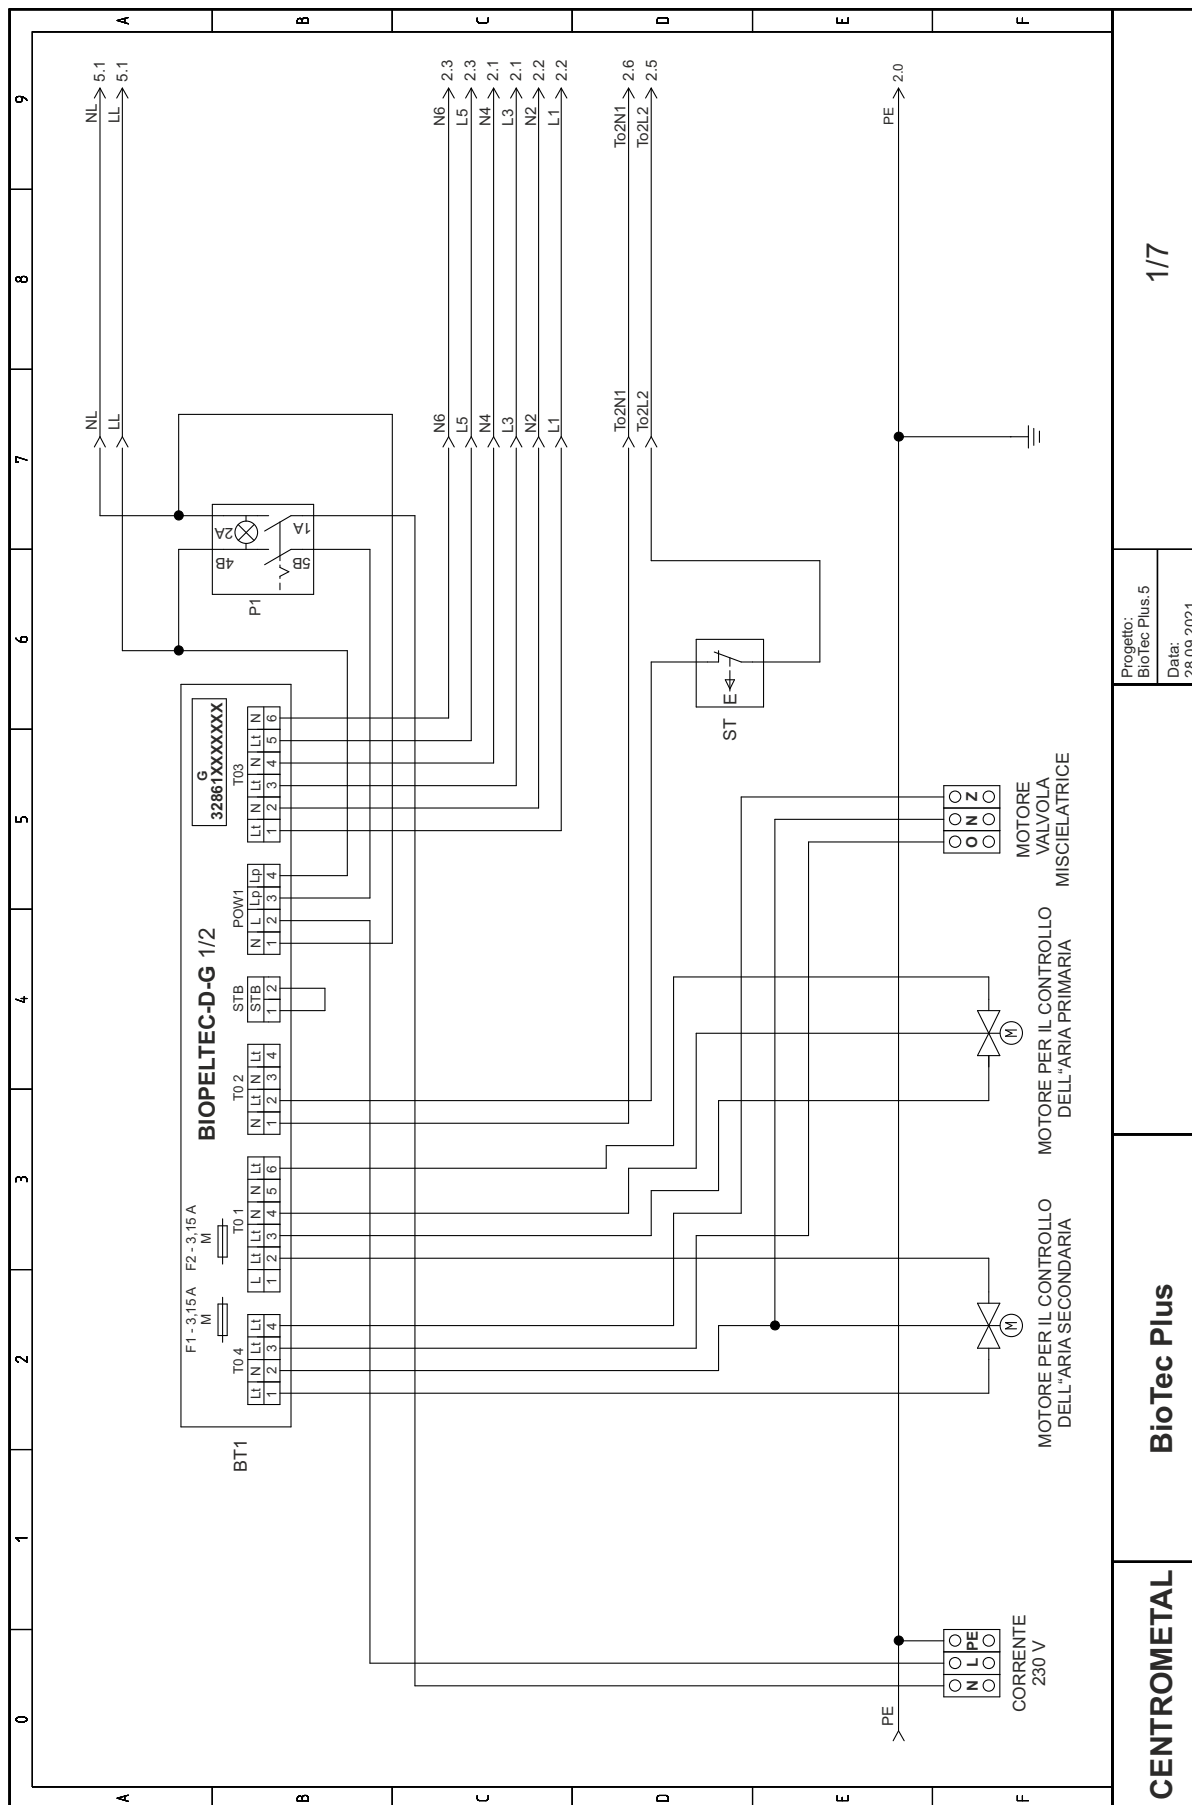 0 1 2 3 4 5 6 7 8 9
A
NL NL 5.1
LL LL 5.1
F1 - 3,15 A
M
F2 - 3,15 A
M
BIOPELTEC-D-G 1/2
G
32861XXXXXXX
BT1
T0 4
Lt N Lt Lt
1 2 3 4
T0 1
L Lt Lt N N Lt
1 2 3 4 5 6
T0 2
N Lt N Lt
1 2 3 4
STB
STB
1 2
POW1
N L Lp Lp
1 2 3 4
T03
Lt N Lt N Lt N
1 2 3 4 5 6
P1
4B 2A
5B 1A
B
N6 N6 2.3
L5 L5 2.3
N4 N4 2.1
L3 L3 2.1
N2 N2 2.2
L1 L1 2.2
C
To2N1 To2N1 2.6
To2L2 To2L2 2.5
ST E
D
PE PE 2.0
E
N L PE
CORRENTE
230 V
M
MOTORE PER IL CONTROLLO
DELL“ARIA SECONDARIA
M
MOTORE PER IL CONTROLLO
DELL“ARIA PRIMARIA
O N Z
MOTORE
VALVOLA
MISCIELATRICE
F
A B C D E F
CENTROMETAL
BioTec Plus
Progetto:
BioTec Plus.5
Data:
28.09.2021
1/7